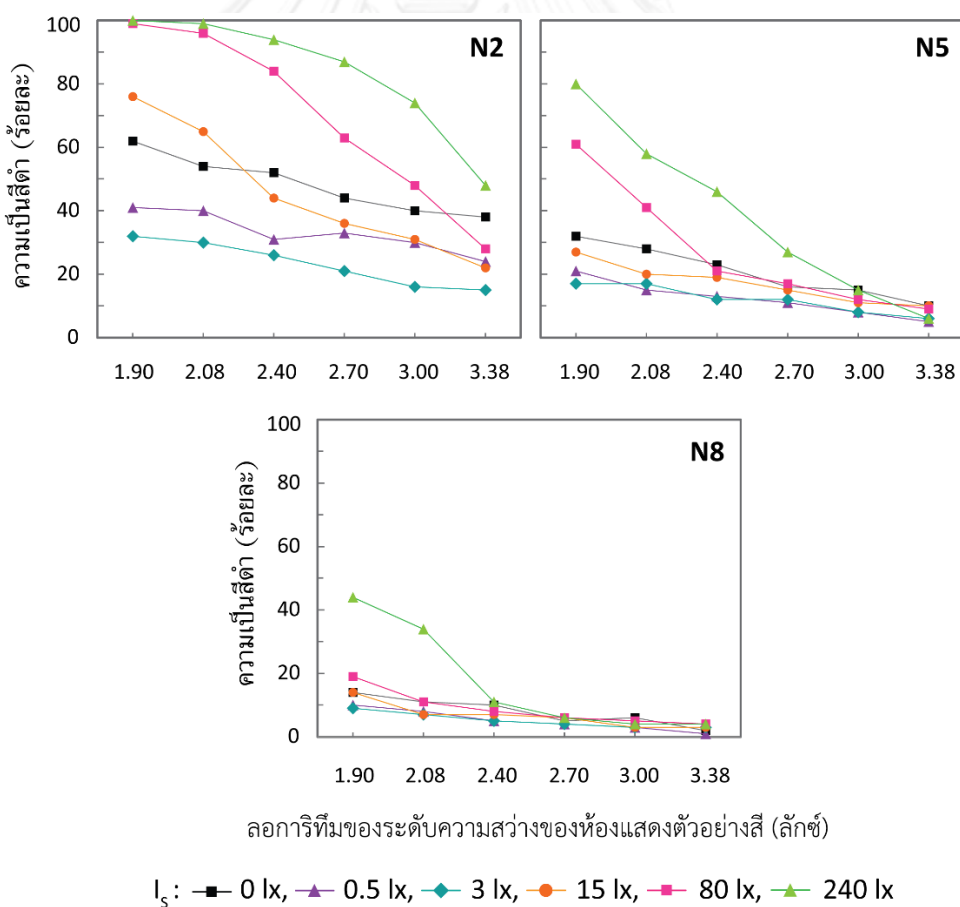 100
80
60
40
20
0
ความเป็นสีดำ (ร้อยละ)
N2
1.90 2.08 2.40 2.70 3.00 3.38
N5
1.90 2.08 2.40 2.70 3.00 3.38
100
80
60
40
20
0
ความเป็นสีดำ (ร้อยละ)
N8
1.90 2.08 2.40 2.70 3.00 3.38
ลอการิทึมของระดับความสว่างของห้องแสดงตัวอย่างสี (ลักซ์)
Is : 0 lx, 0.5 lx, 3 lx, 15 lx, 80 lx, 240 lx